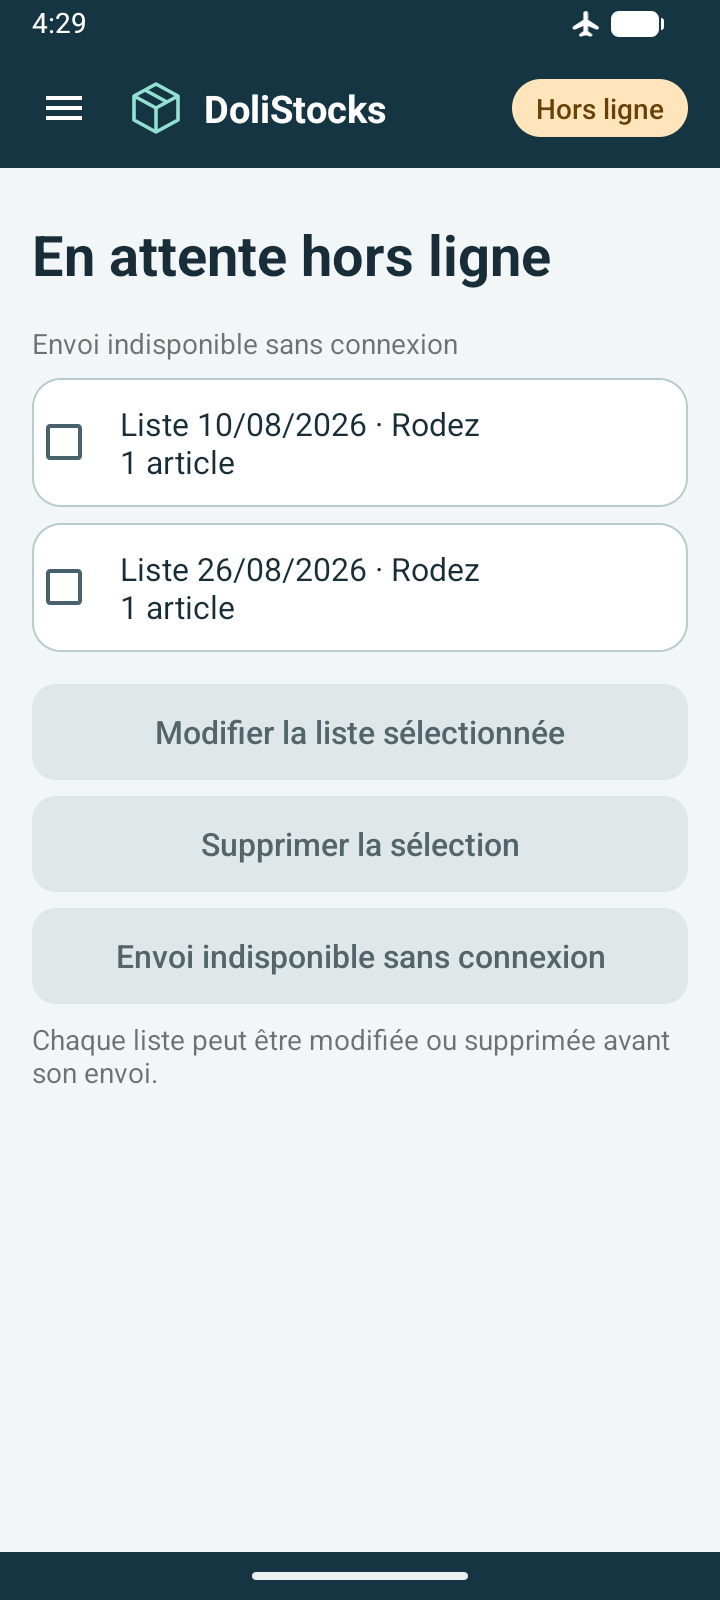 4:29
DoliStocks
Hors ligne
En attente hors ligne
Envoi indisponible sans connexion
Liste 10/08/2026 · Rodez
1 article
Liste 26/08/2026 · Rodez
1 article
Modifier la liste sélectionnée
Supprimer la sélection
Envoi indisponible sans connexion
Chaque liste peut être modifiée ou supprimée avant
son envoi.